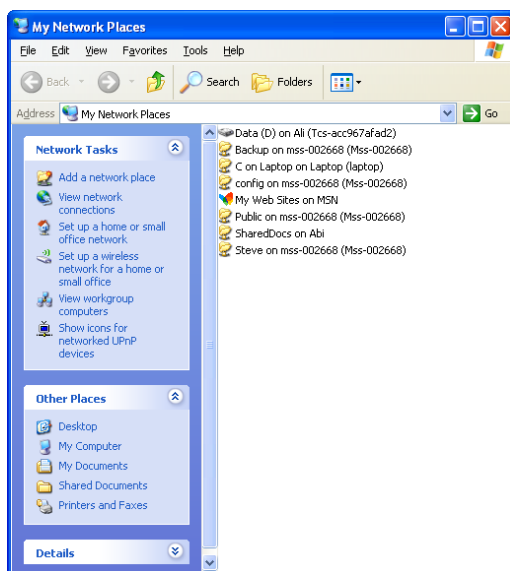 My Network Places
File Edit View Favorites Tools Help
Back Search Folders
Address My Network Places Go
Network Tasks
Add a network place
View network
connections
Set up a home or small
office network
Set up a wireless
network for a home or
small office
View workgroup
computers
Show icons for
networked UPnP
devices
Other Places
Desktop
My Computer
My Documents
Shared Documents
Printers and Faxes
Details
Data (D) on Ali (Tcs-acc967afad2)
Backup on mss-002668 (Mss-002668)
C on Laptop on Laptop (laptop)
config on mss-002668 (Mss-002668)
My Web Sites on MSN
Public on mss-002668 (Mss-002668)
SharedDocs on Abi
Steve on mss-002668 (Mss-002668)